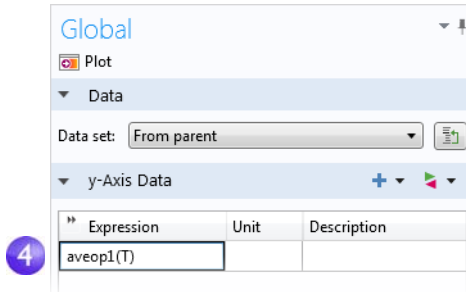 Global
Plot
Data
Data set: From parent
y-Axis Data
Expression Unit Description
4 aveop1(T)